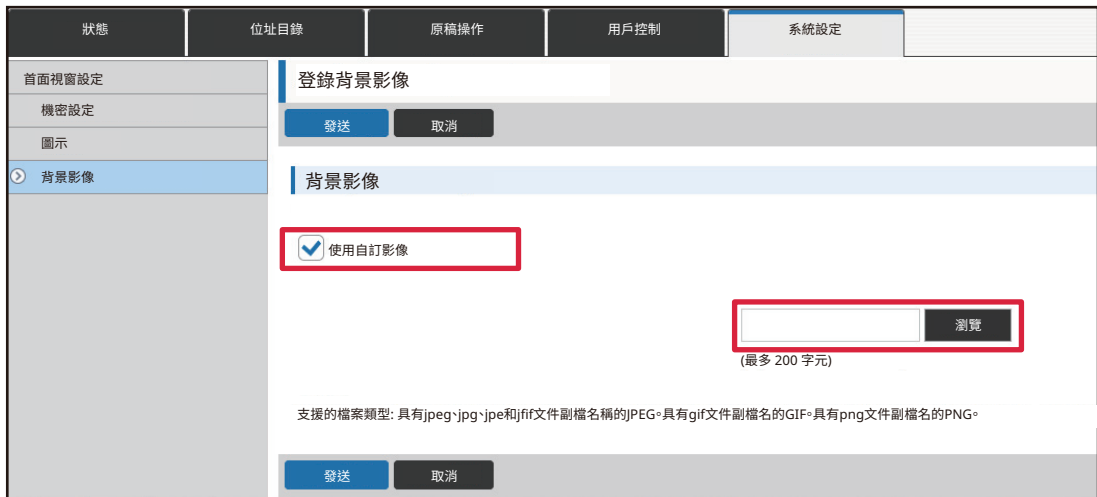 狀態
位址目錄
原稿操作
用戶控制
系統設定
首面視窗設定
機密設定
圖示
背景影像
登錄背景影像
發送
取消
背景影像
使用自訂影像
瀏覽
(最多 200 字元)
支援的檔案類型: 具有jpeg、jpg、jpe和jfif文件副檔名稱的JPEG。具有gif文件副檔名的GIF。具有png文件副檔名的PNG。
發送
取消